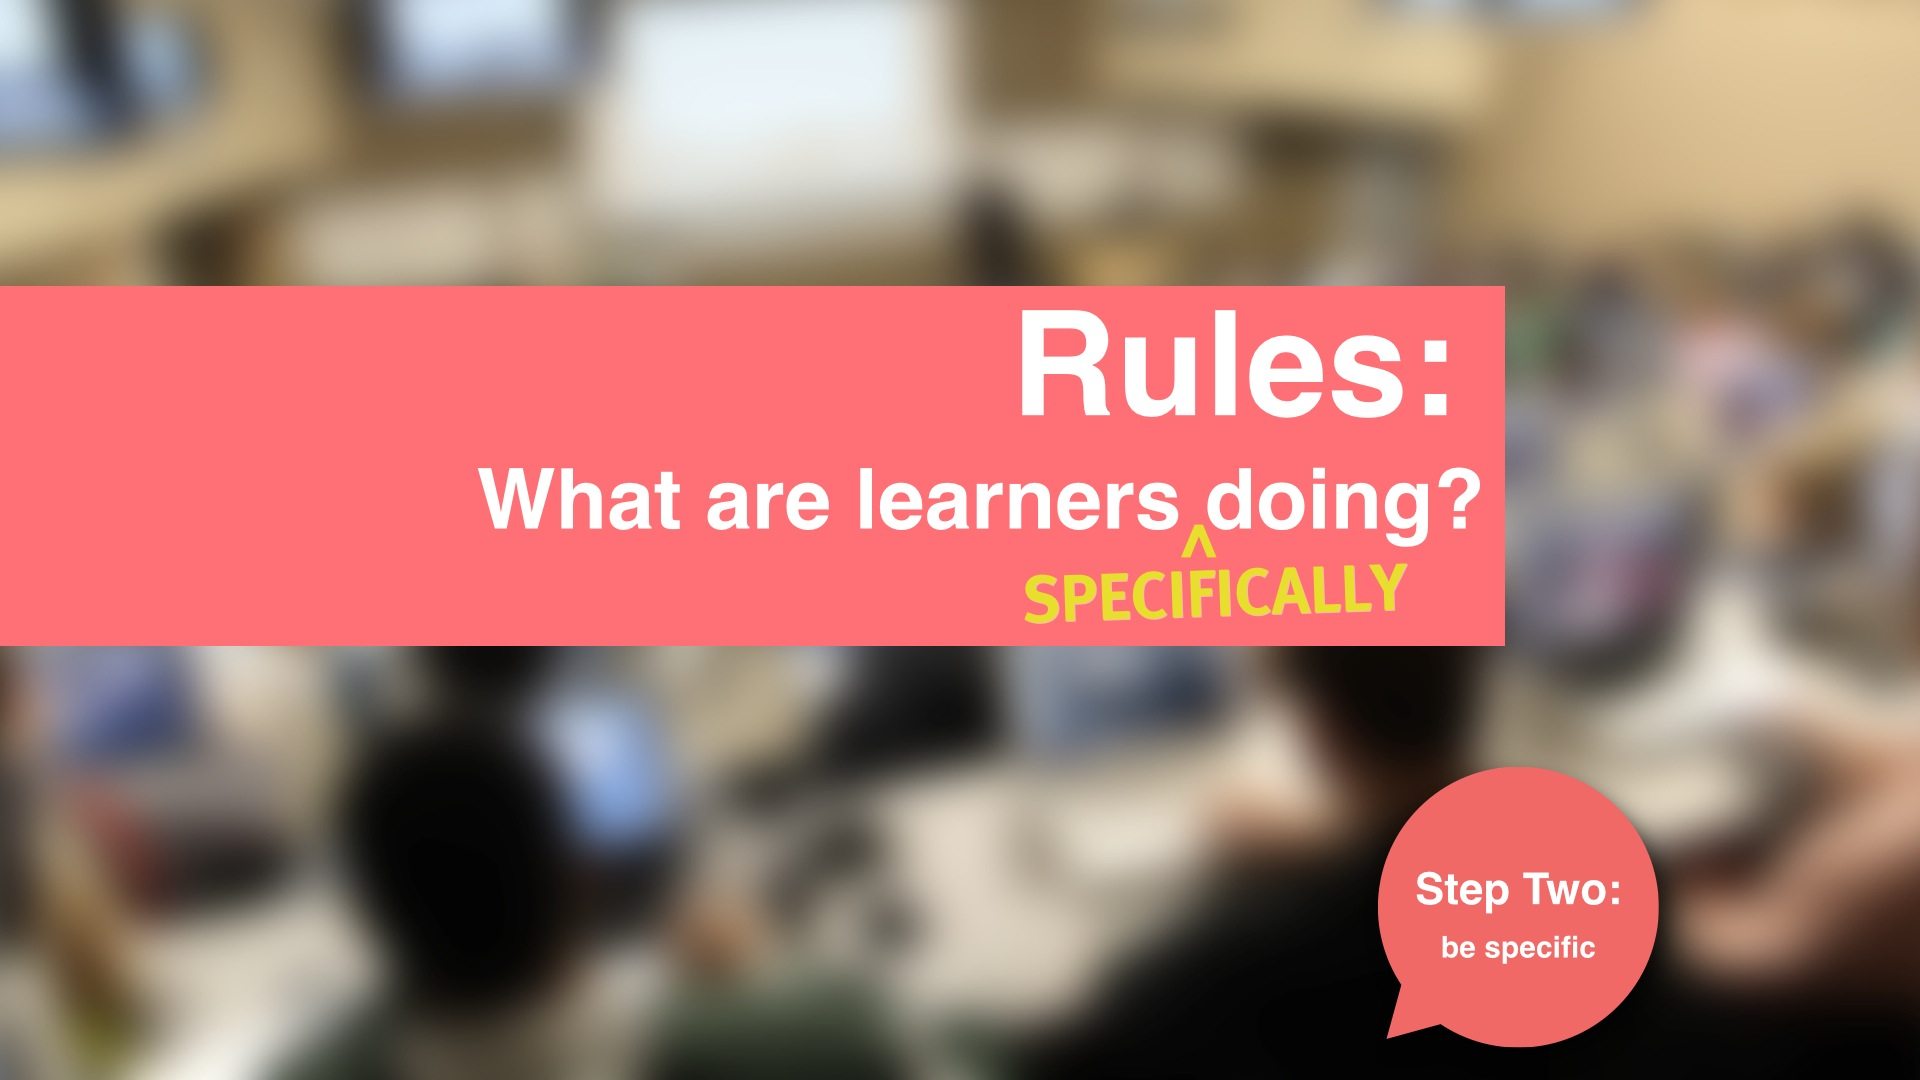 Rules:
What are learners doing?
^
SPECIFICALLY
Step Two:
be specific